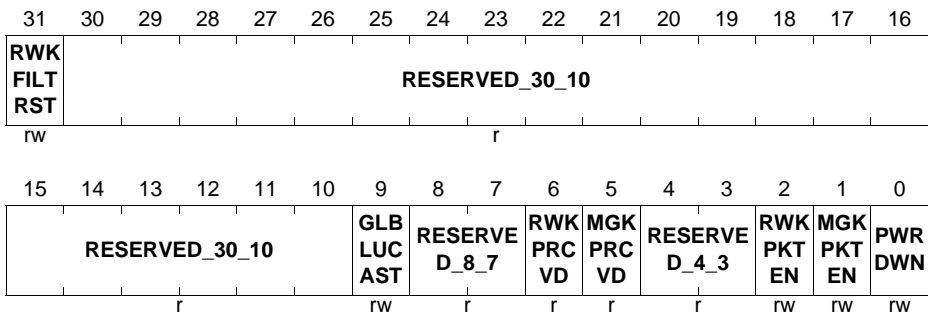 31 30 29 28 27 26 25 24 23 22 21 20 19 18 17 16
RWK
FILT
RST
RESERVED_30_10
rw r
15 14 13 12 11 10 9 8 7 6 5 4 3 2 1 0
RESERVED_30_10
GLB
LUC
AST
RESERVE
D_8_7
RWK
PRC
VD
MGK
PRC
VD
RESERVE
D_4_3
RWK
PKT
EN
MGK
PKT
EN
PWR
DWN
r rw r r r r rw rw rw